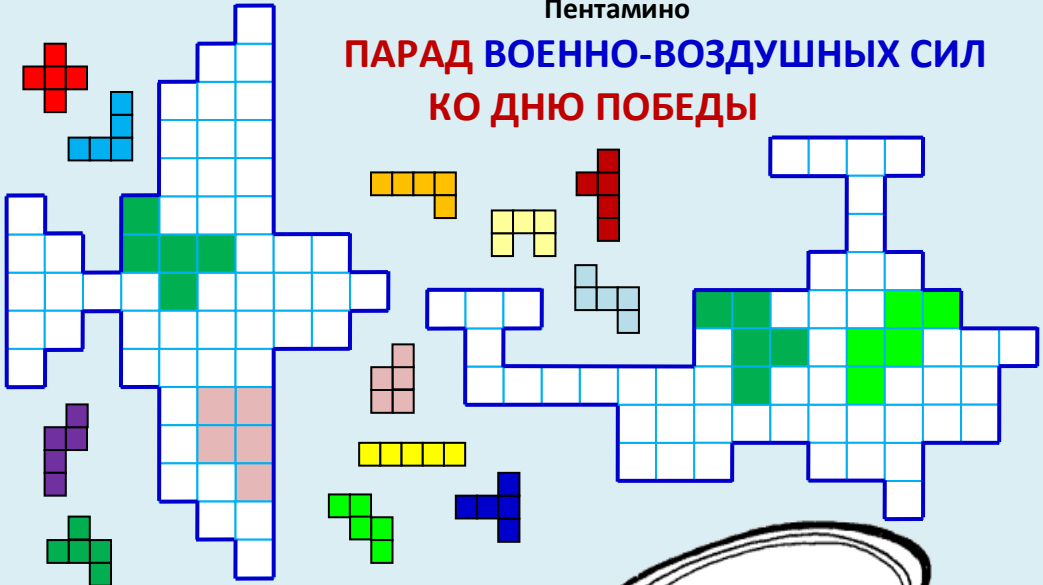 Пентамино
ПАРАД ВОЕННО-ВОЗДУШНЫХ СИЛ
КО ДНЮ ПОБЕДЫ